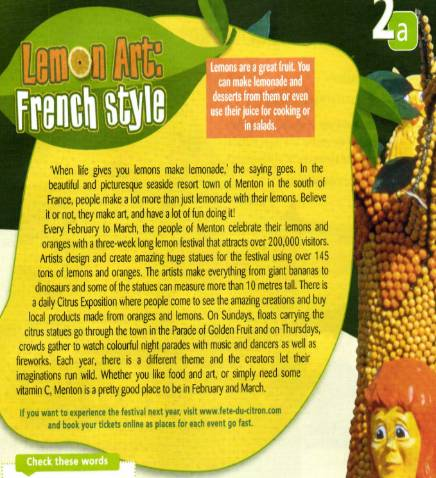 2a
Lemon Art:
French style
Lemons are a great fruit. You
can make lemonade and
desserts from them or even
use their juice for cooking or
in salads.
'When life gives you lemons make lemonade,' the saying goes. In the
beautiful and picturesque seaside resort town of Menton in the south of
France, people make a lot more than just lemonade with their lemons. Believe
it or not, they make art, and have a lot of fun doing it!
Every February to March, the people of Menton celebrate their lemons and
oranges with a three-week long lemon festival that attracts over 200,000 visitors.
Artists design and create amazing huge statues for the festival using over 145
tons of lemons and oranges. The artists make everything from giant bananas to
dinosaurs and some of the statues can measure more than 10 metres tall. There is
a daily Citrus Exposition where people come to see the amazing creations and buy
local products made from oranges and lemons. On Sundays, floats carrying the
citrus statues go through the town in the Parade of Golden Fruit and on Thursdays,
crowds gather to watch colourful night parades with music and dancers as well as
fireworks. Each year, there is a different theme and the creators let their
imaginations run wild. Whether you like food and art, or simply need some
vitamin C, Menton is a pretty good place to be in February and March.
If you want to experience the festival next year, visit www.fete-du-citron.com
and book your tickets online as places for each event go fast.
Check these words